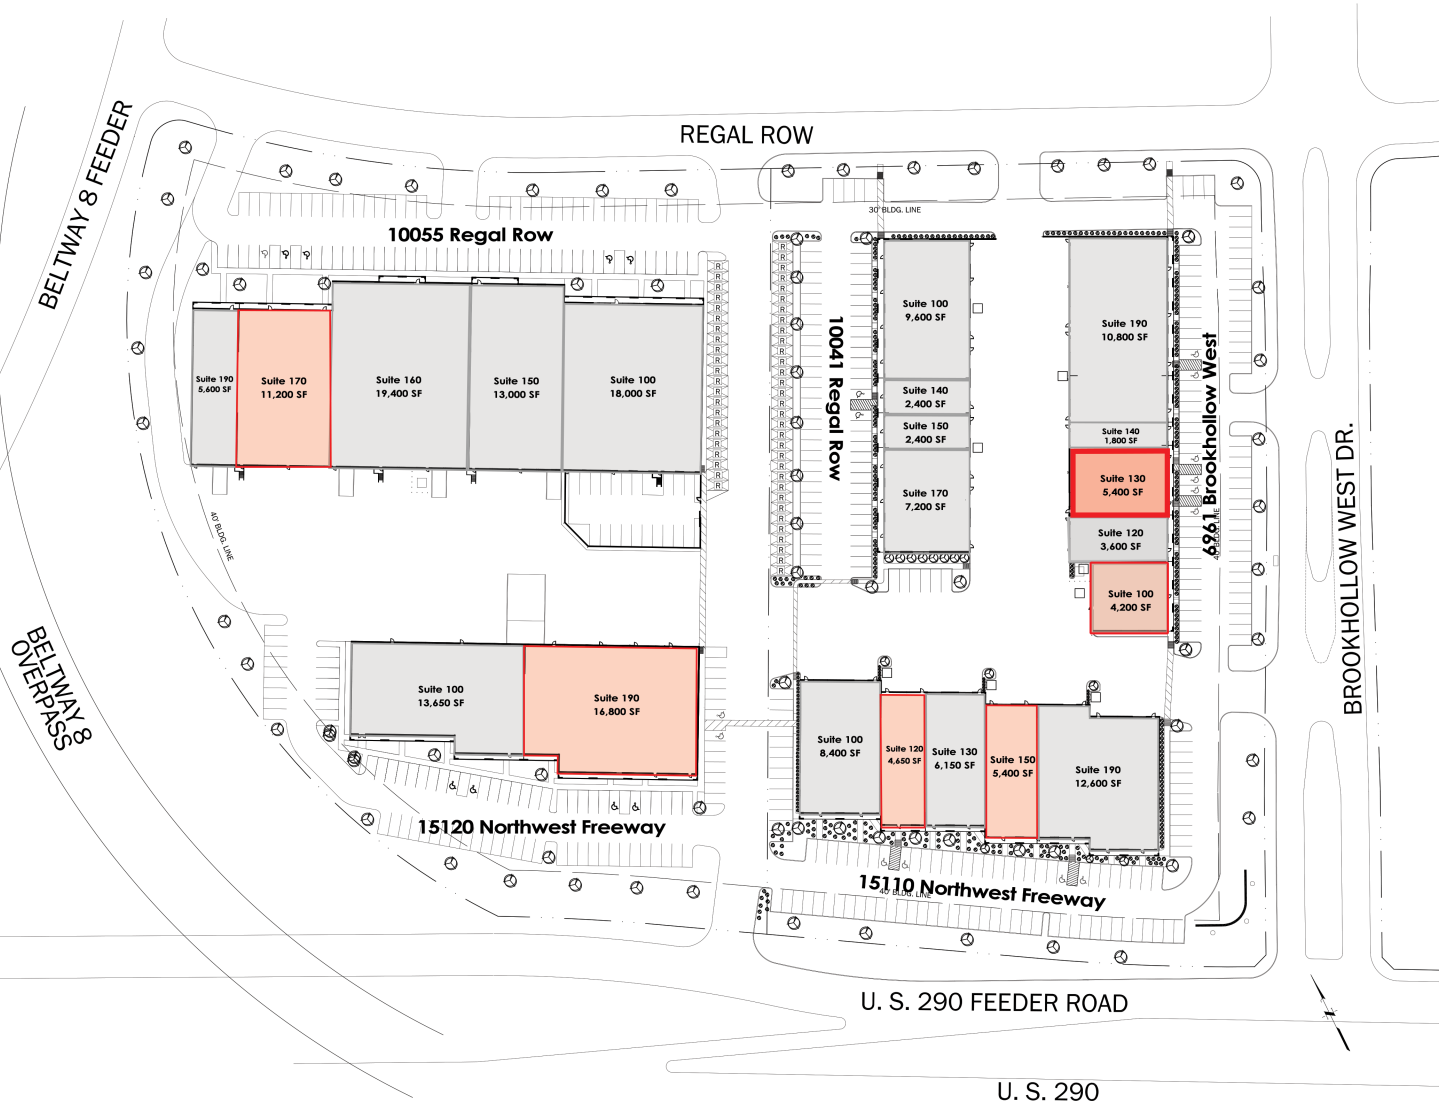 REGAL ROW
BELTWAY 8 FEEDER
30' BLDG. LINE
10055 Regal Row
Suite 190
5,600 SF
Suite 170
11,200 SF
Suite 160
19,400 SF
Suite 150
13,000 SF
Suite 100
18,000 SF
10041 Regal Row
Suite 100
9,600 SF
Suite 140
2,400 SF
Suite 150
2,400 SF
Suite 170
7,200 SF
6961 Brookhollow West
Suite 190
10,800 SF
Suite 140
1,800 SF
Suite 130
5,400 SF
Suite 120
3,600 SF
Suite 100
4,200 SF
40' BLDG. LINE
BROOKHOLLOW WEST DR.
40' BLDG. LINE
BELTWAY 8
OVERPASS
Suite 100
13,650 SF
Suite 190
16,800 SF
15120 Northwest Freeway
Suite 100
8,400 SF
Suite 120
4,650 SF
Suite 130
6,150 SF
Suite 150
5,400 SF
Suite 190
12,600 SF
15110 Northwest Freeway
40' BLDG. LINE
U. S. 290 FEEDER ROAD
U. S. 290